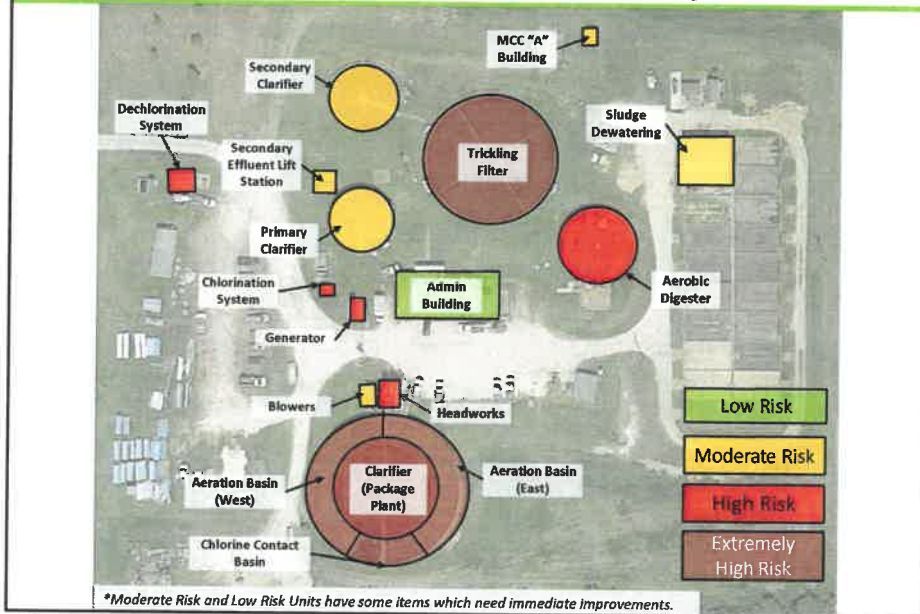 MCC "A"
Building
Secondary
Clarifier
Dechlorination
System
Sludge
Dewatering
Secondary
Effluent Lift
Station
Trickling
Filter
Primary
Clarifier
Chlorination
System
Admin
Building
Aerobic
Digester
Generator
Blowers
Headworks
Low Risk
Moderate Risk
High Risk
Extremely
High Risk
Aeration Basin
(West)
Clarifier
(Package
Plant)
Aeration Basin
(East)
Chlorine Contact
Basin
*Moderate Risk and Low Risk Units have some items which need immediate improvements.